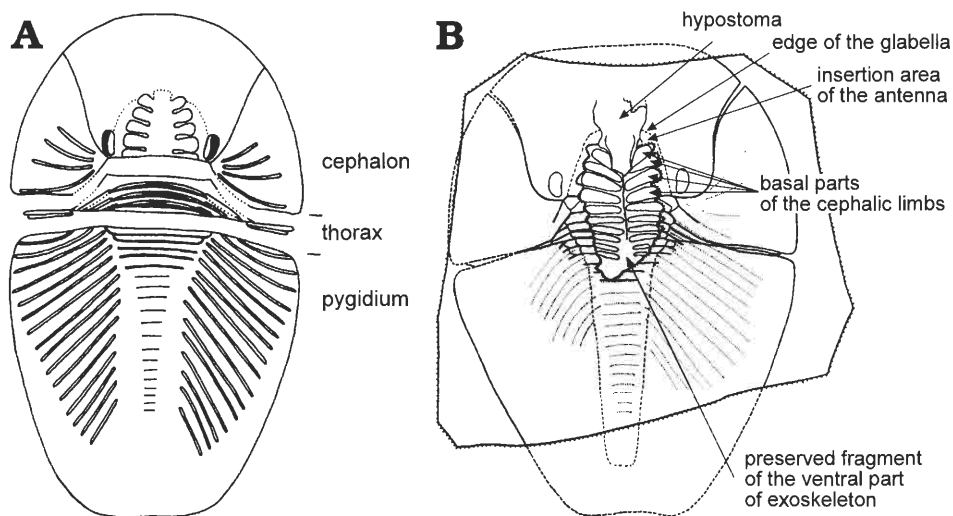 A
cephalon
thorax
pygidium
B
hypostoma
edge of the glabella
insertion area
of the antenna
basal parts
of the cephalic limbs
preserved fragment
of the ventral part
of exoskeleton